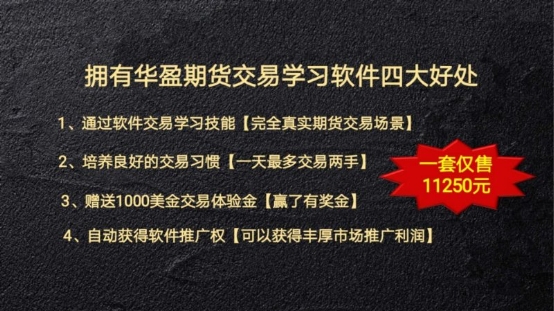 拥有华盈期货交易学习软件四大好处
1、通过软件交易学习技能【完全真实期货交易场景】
2、培养良好的交易习惯【一天最多交易两手】
3、赠送1000美金交易体验金【赢了有奖金】
4、自动获得软件推广权【可以获得丰厚市场推广利润】
一套仅售
11250元